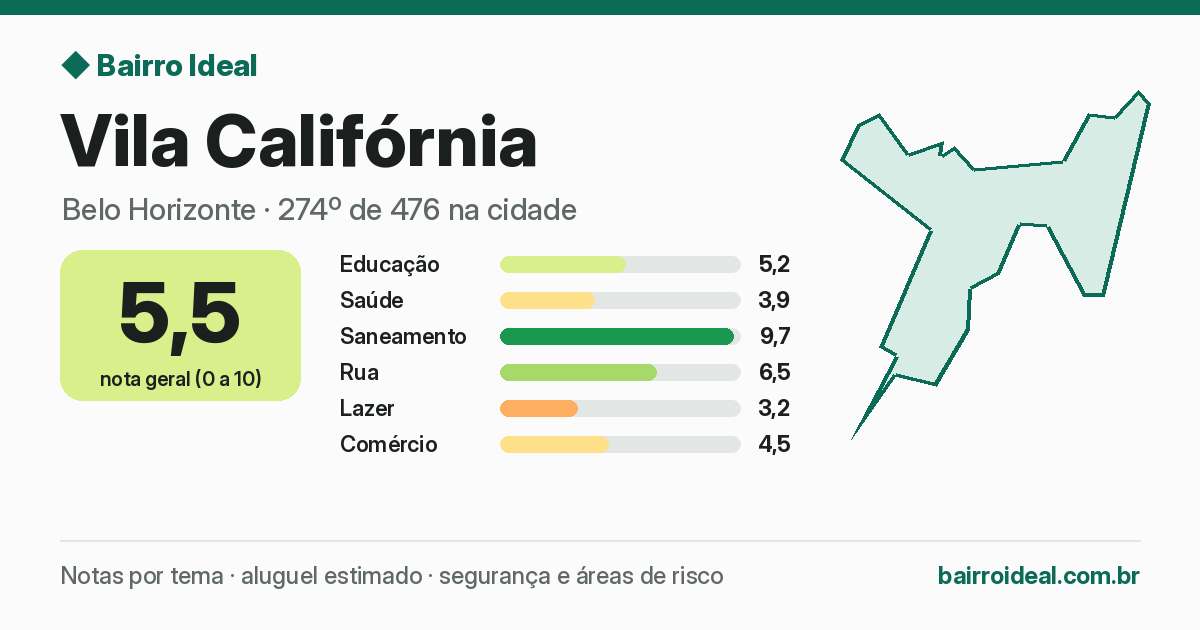 Bairro Ideal
Vila Califórnia
Belo Horizonte · 274º de 476 na cidade
5,5
nota geral (0 a 10)
Educação 5,2
Saúde 3,9
Saneamento 9,7
Rua 6,5
Lazer 3,2
Comércio 4,5
Notas por tema · aluguel estimado · segurança e áreas de risco
bairroideal.com.br